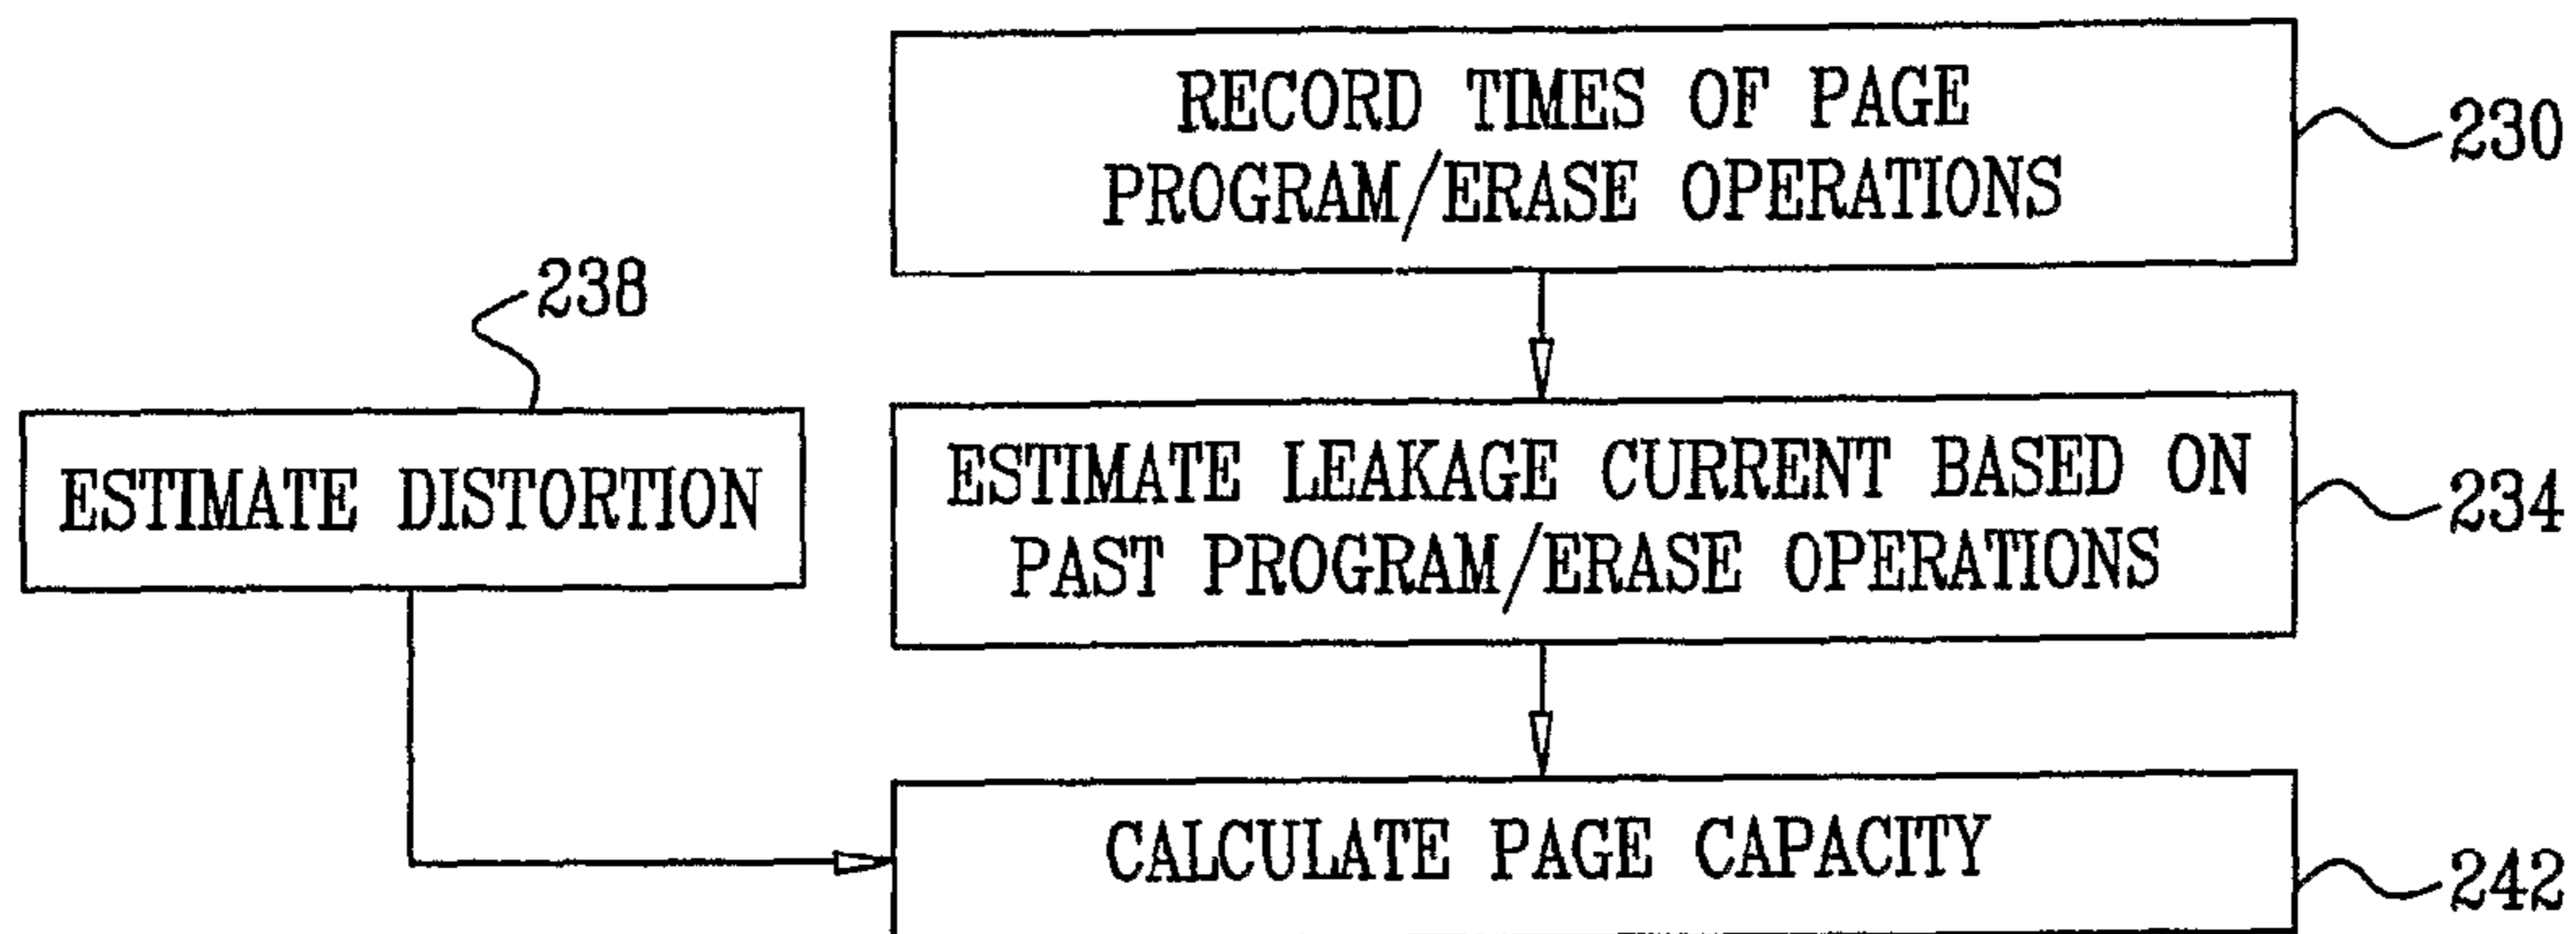 RECORD TIMES OF PAGE
PROGRAM/ERASE OPERATIONS
230
238
ESTIMATE DISTORTION
ESTIMATE LEAKAGE CURRENT BASED ON
PAST PROGRAM/ERASE OPERATIONS
234
CALCULATE PAGE CAPACITY
242